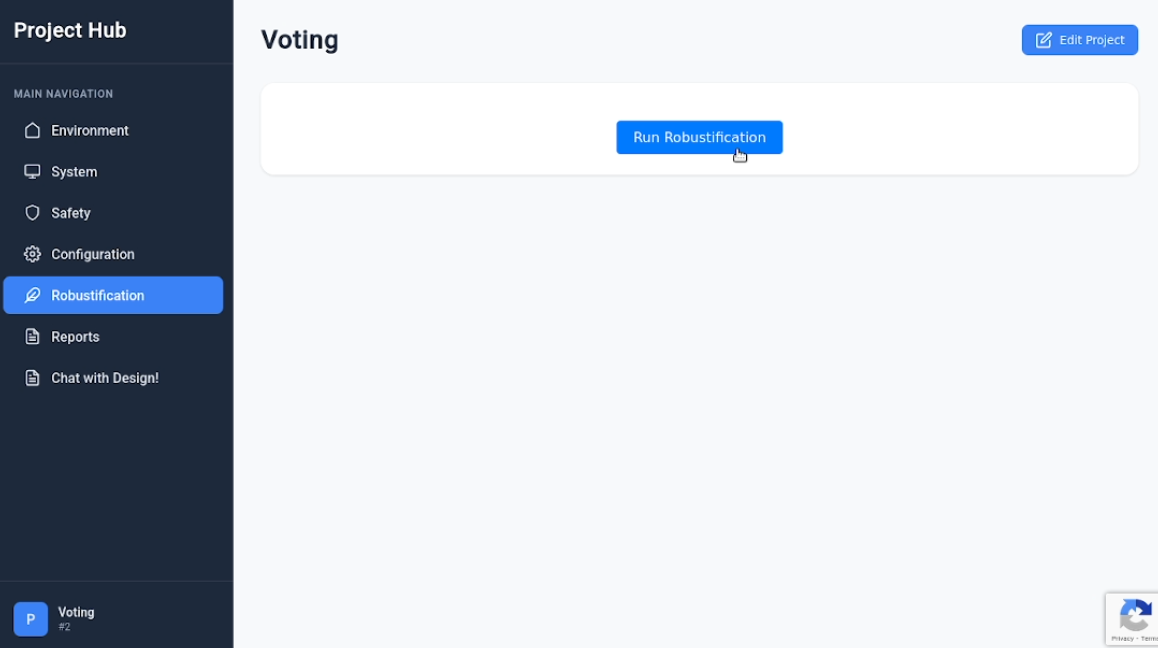 Project Hub
MAIN NAVIGATION
Environment
System
Safety
Configuration
Robustification
Reports
Chat with Design!
P
Voting
#2
Voting
Edit Project
Run Robustification
Privacy - Terms